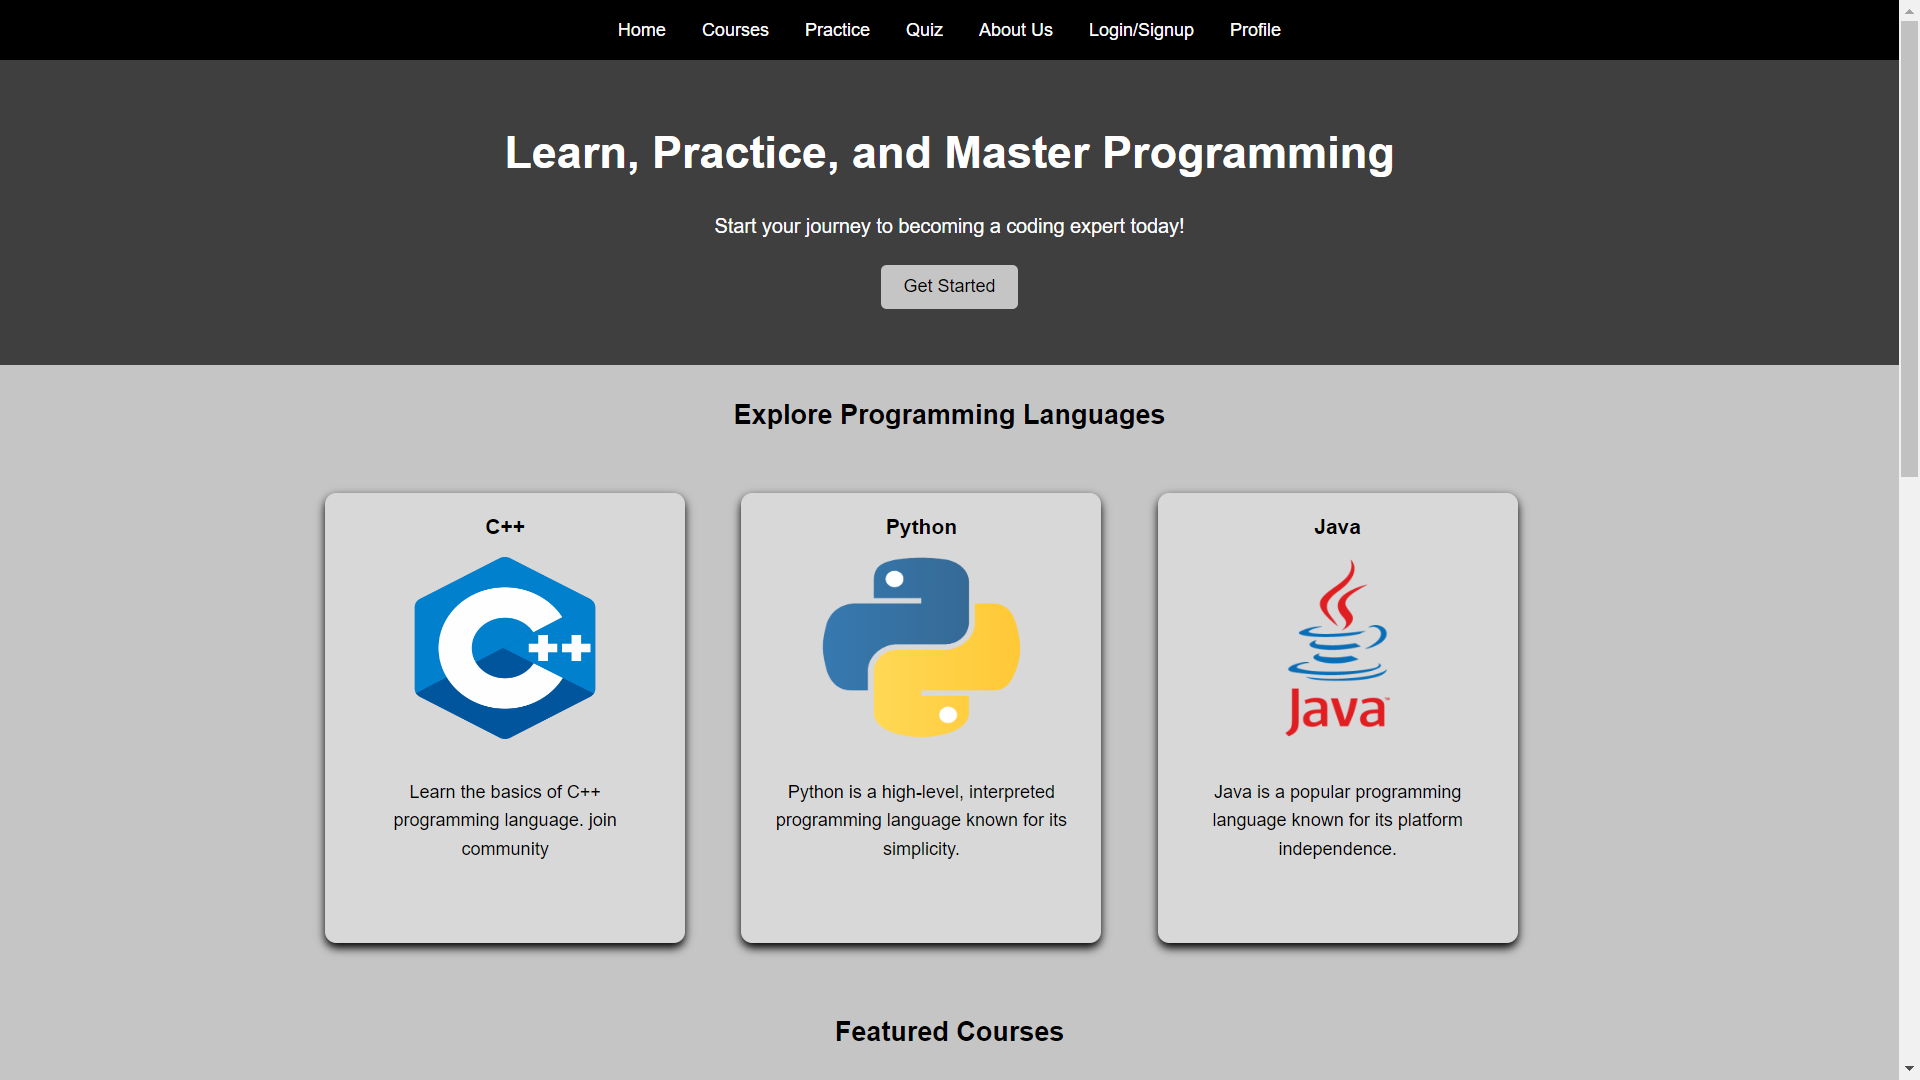 Home Courses Practice Quiz About Us Login/Signup Profile
Learn, Practice, and Master Programming
Start your journey to becoming a coding expert today!
Get Started
Explore Programming Languages
C++
C++
Learn the basics of C++
programming language. join
community
Python
Python is a high-level, interpreted
programming language known for its
simplicity.
Java
Java™
Java is a popular programming
language known for its platform
independence.
Featured Courses